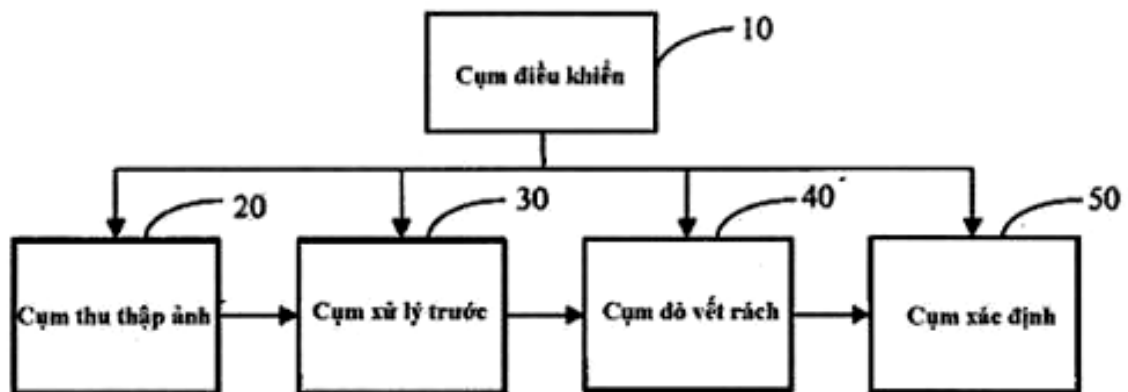 10
Cụm điều khiển
20
30
40
50
Cụm thu thập ảnh
Cụm xử lý trước
Cụm dò vết rách
Cụm xác định